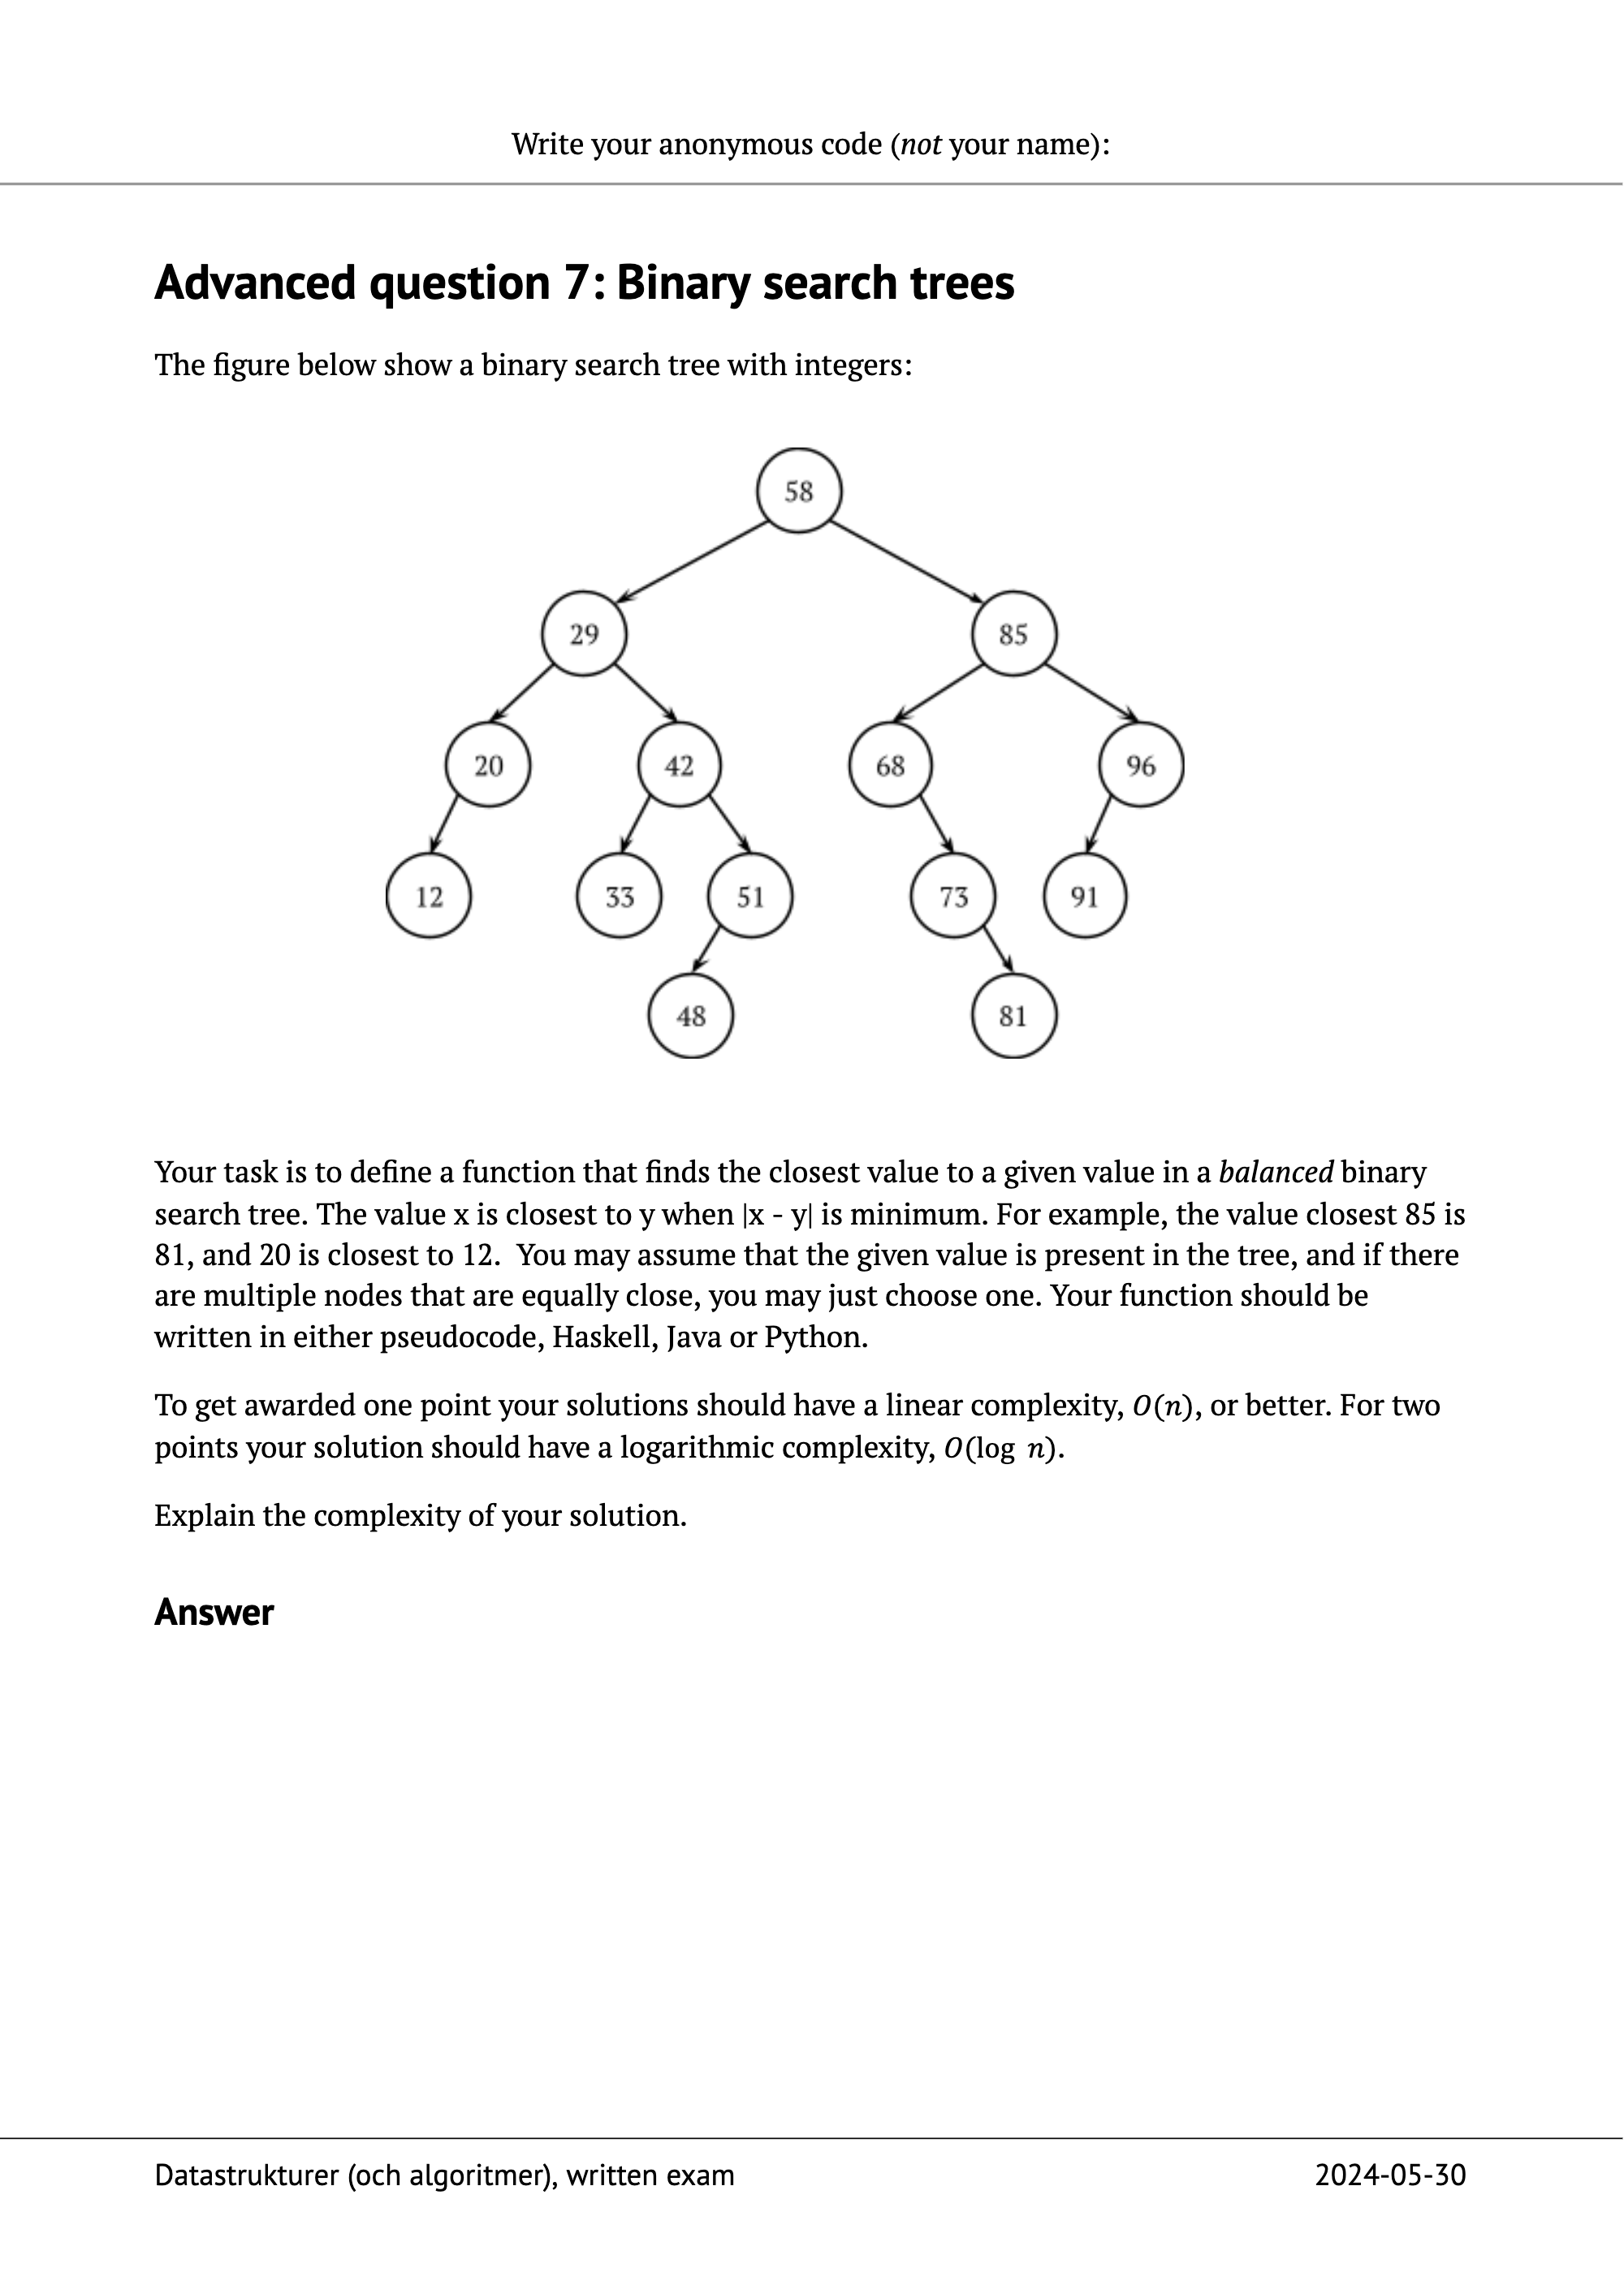 Write your anonymous code (not your name):
Advanced question 7: Binary search trees
The figure below show a binary search tree with integers:
58
29 85
20 42 68 96
12 33 51 73 91
48 81
Your task is to define a function that finds the closest value to a given value in a balanced binary
search tree. The value x is closest to y when |x - y| is minimum. For example, the value closest 85 is
81, and 20 is closest to 12.  You may assume that the given value is present in the tree, and if there
are multiple nodes that are equally close, you may just choose one. Your function should be
written in either pseudocode, Haskell, Java or Python.
To get awarded one point your solutions should have a linear complexity, O(n), or better. For two
points your solution should have a logarithmic complexity, O(log n).
Explain the complexity of your solution.
Answer
Datastrukturer (och algoritmer), written exam 2024-05-30